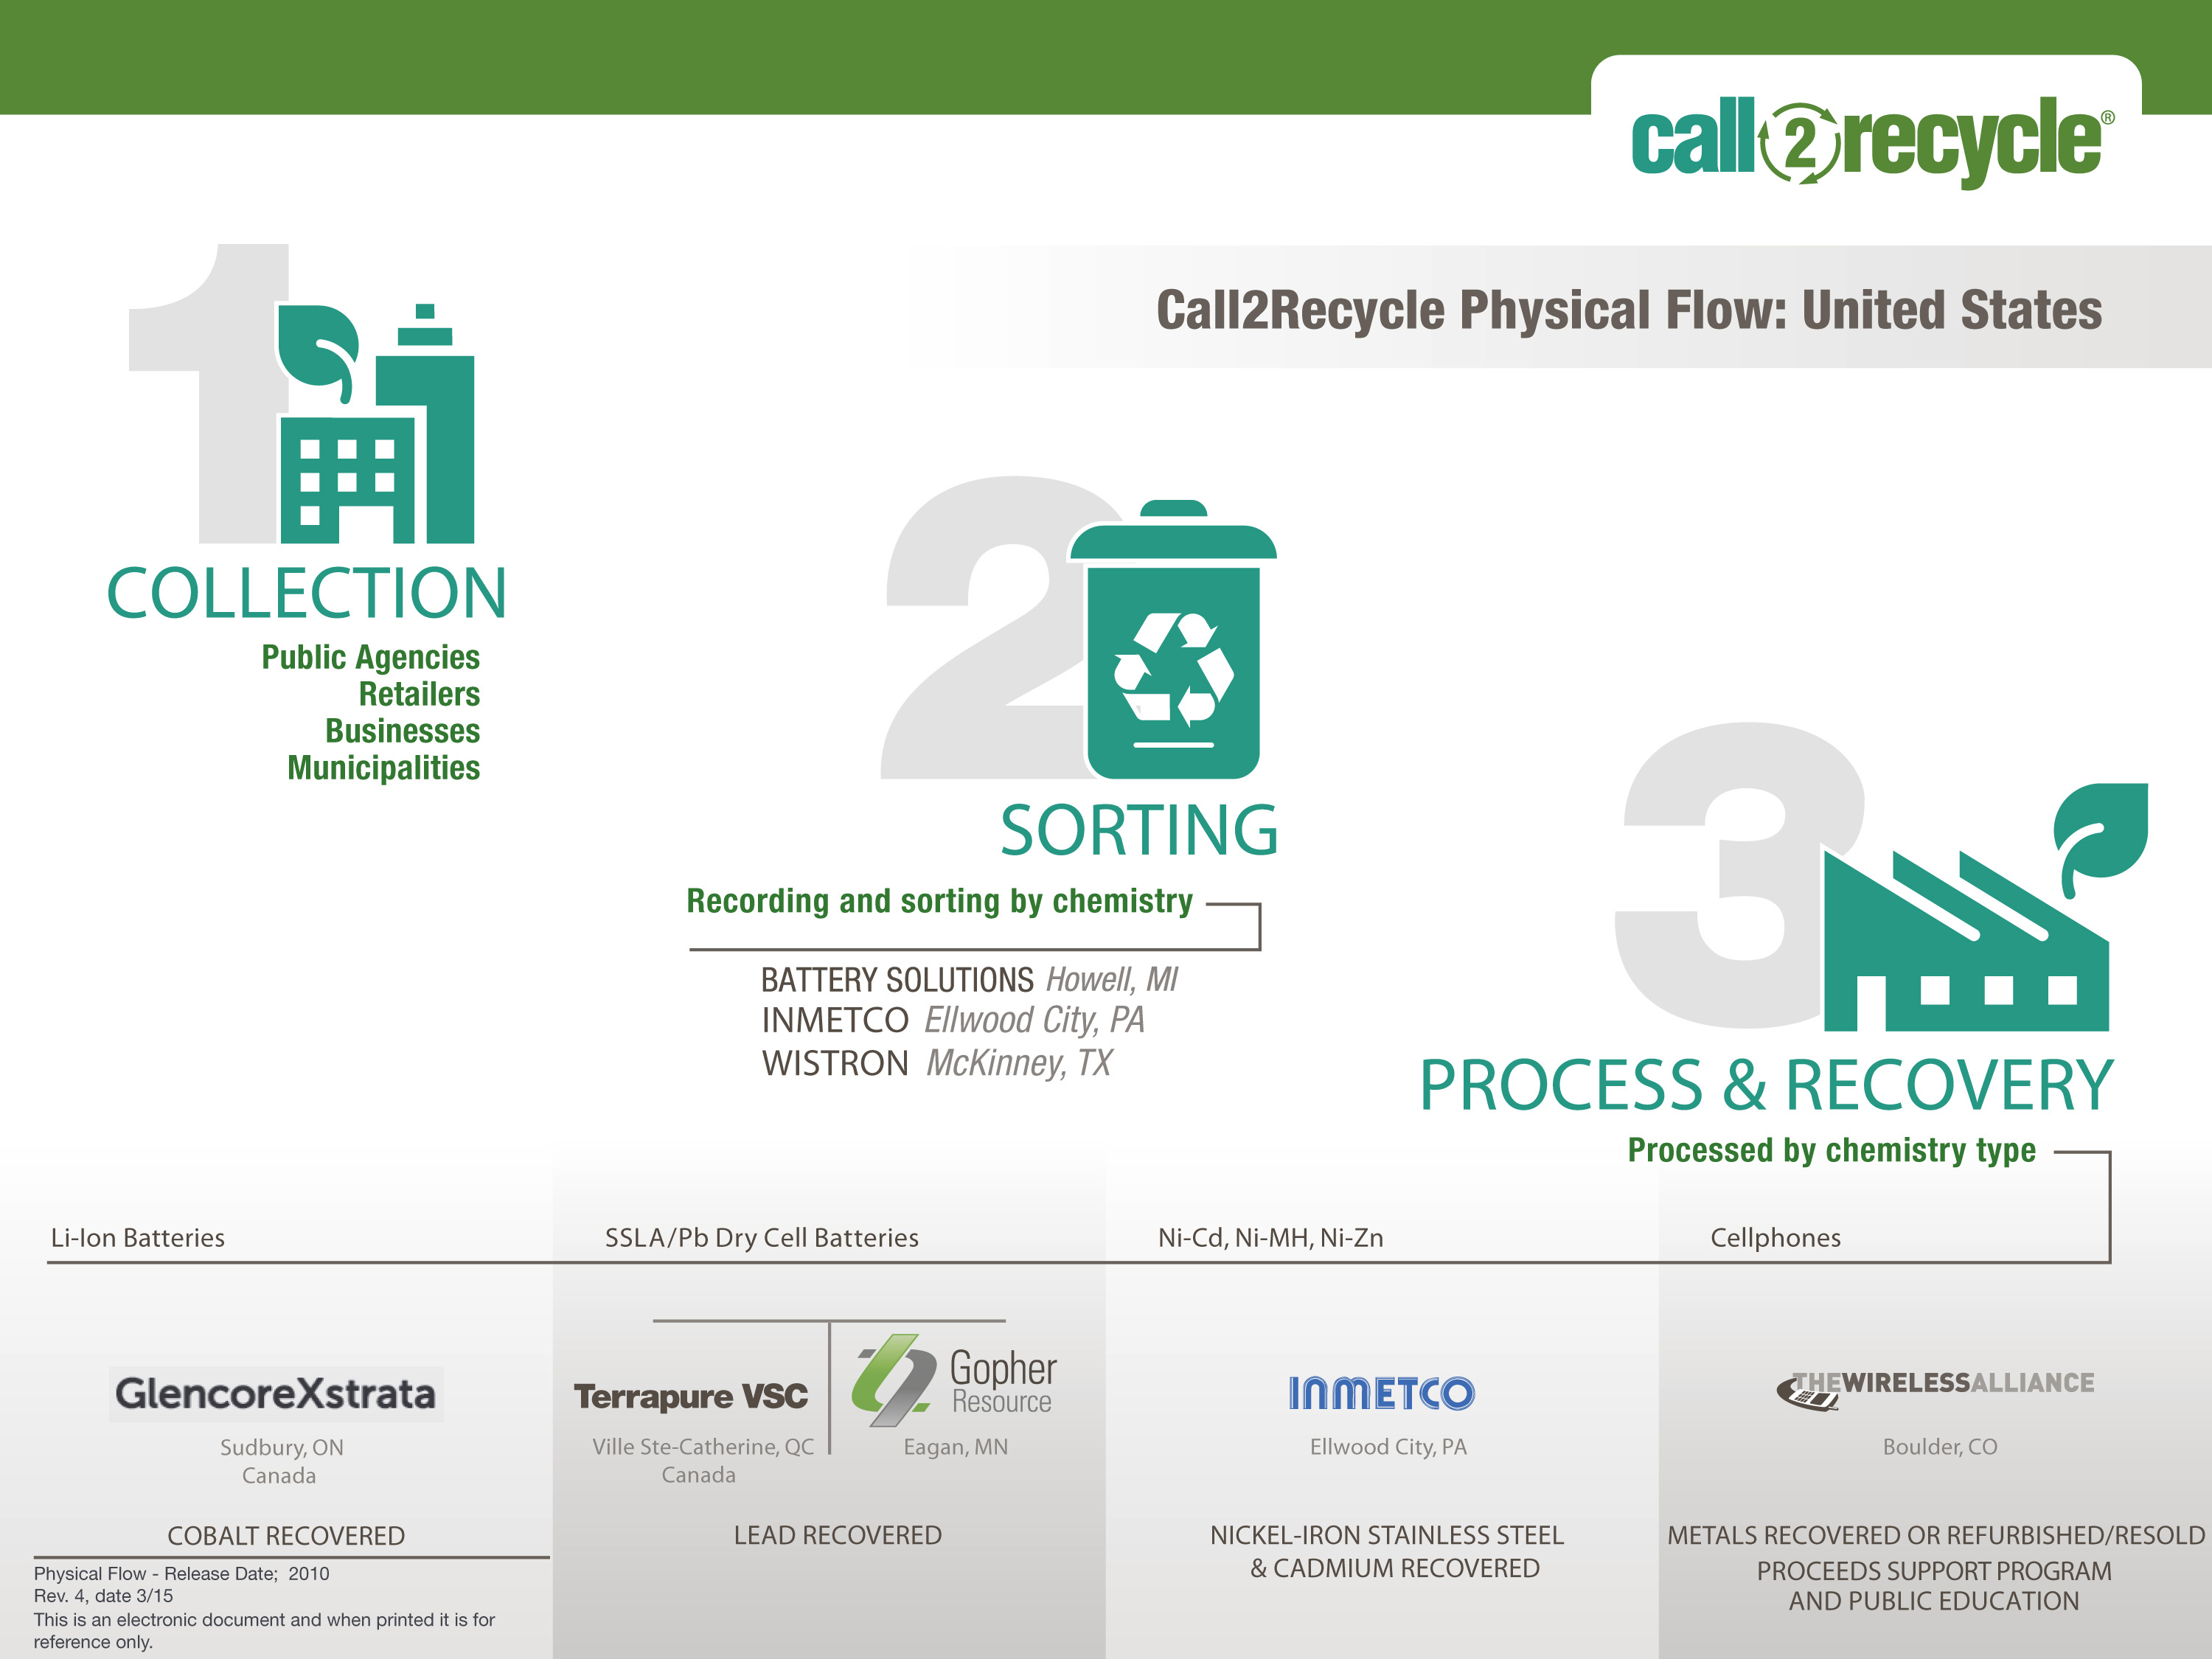 call2recycle®
Call2Recycle Physical Flow: United States
1
COLLECTION
Public Agencies
Retailers
Businesses
Municipalities
2
SORTING
Recording and sorting by chemistry
BATTERY SOLUTIONS Howell, MI
INMETCO Ellwood City, PA
WISTRON McKinney, TX
3
PROCESS & RECOVERY
Processed by chemistry type
Li-Ion Batteries
GlencoreXstrata
Sudbury, ON
Canada
COBALT RECOVERED
SSLA/Pb Dry Cell Batteries
Terrapure VSC
Ville Ste-Catherine, QC
Canada
Gopher
Resource
Eagan, MN
LEAD RECOVERED
Ni-Cd, Ni-MH, Ni-Zn
INMETCO
Ellwood City, PA
NICKEL-IRON STAINLESS STEEL
& CADMIUM RECOVERED
Cellphones
THEWIRELESSALLIANCE
Boulder, CO
METALS RECOVERED OR REFURBISHED/RESOLD
PROCEEDS SUPPORT PROGRAM
AND PUBLIC EDUCATION
Physical Flow - Release Date; 2010
Rev. 4, date 3/15
This is an electronic document and when printed it is for
reference only.